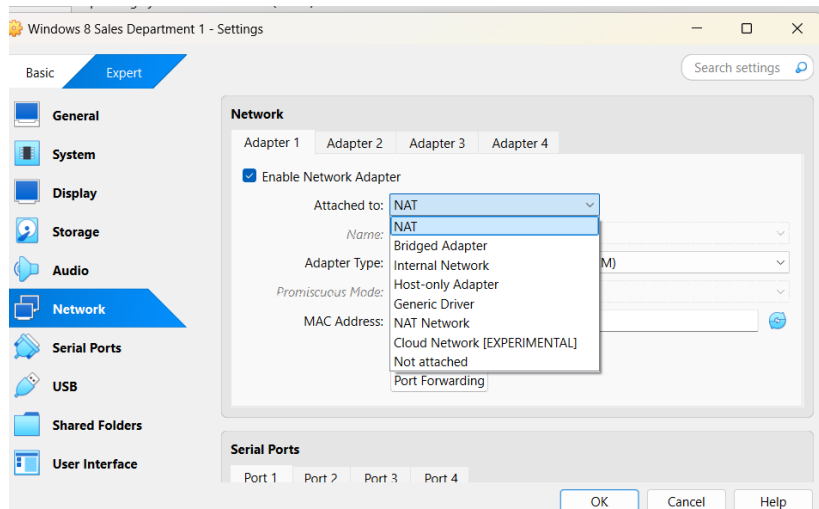 Windows 8 Sales Department 1 - Settings
Basic
Expert
Search settings
General
System
Display
Storage
Audio
Network
Serial Ports
USB
Shared Folders
User Interface
Network
Adapter 1
Adapter 2
Adapter 3
Adapter 4
Enable Network Adapter
Attached to: NAT
NAT
Bridged Adapter
Internal Network
Host-only Adapter
Generic Driver
NAT Network
Cloud Network [EXPERIMENTAL]
Not attached
Name:
Adapter Type:
M)
Promiscuous Mode:
MAC Address:
Port Forwarding
Serial Ports
Port 1
Port 2
Port 3
Port 4
OK
Cancel
Help